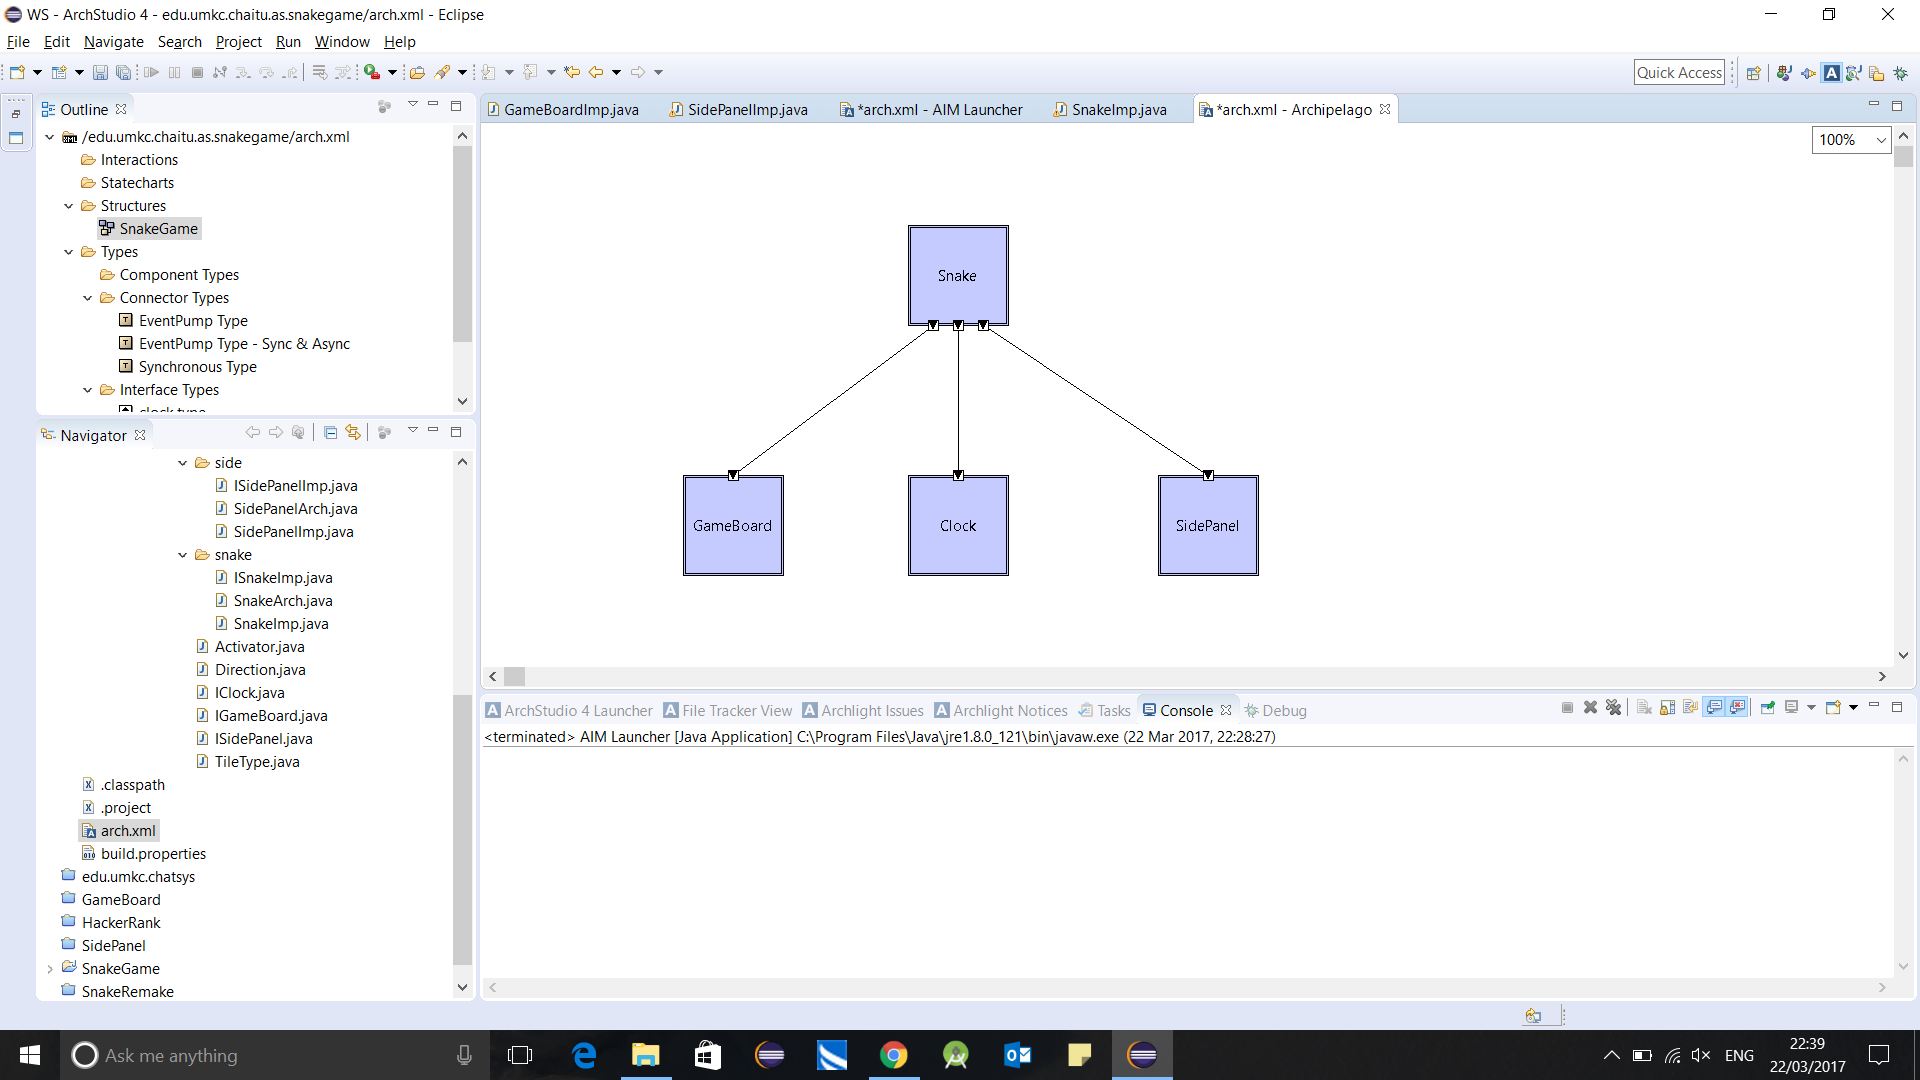 WS - ArchStudio 4 - edu.umkc.chaitu.as.snakegame/arch.xml - Eclipse
File Edit Navigate Search Project Run Window Help
Quick Access
Outline
/edu.umkc.chaitu.as.snakegame/arch.xml
Interactions
Statecharts
Structures
SnakeGame
Types
Component Types
Connector Types
EventPump Type
EventPump Type - Sync & Async
Synchronous Type
Interface Types
clock type
Navigator
side
ISidePanelImp.java
SidePanelArch.java
SidePanelImp.java
snake
ISnakeImp.java
SnakeArch.java
SnakeImp.java
Activator.java
Direction.java
IClock.java
IGameBoard.java
ISidePanel.java
TileType.java
.classpath
.project
arch.xml
build.properties
edu.umkc.chatsys
GameBoard
HackerRank
SidePanel
SnakeGame
SnakeRemake
GameBoardImp.java SidePanelImp.java *arch.xml - AIM Launcher SnakeImp.java *arch.xml - Archipelago
100%
Snake
GameBoard Clock SidePanel
ArchStudio 4 Launcher File Tracker View Archlight Issues Archlight Notices Tasks Console Debug
<terminated> AIM Launcher [Java Application] C:\Program Files\Java\jre1.8.0_121\bin\javaw.exe (22 Mar 2017, 22:28:27)
Ask me anything
ENG
22:39
22/03/2017